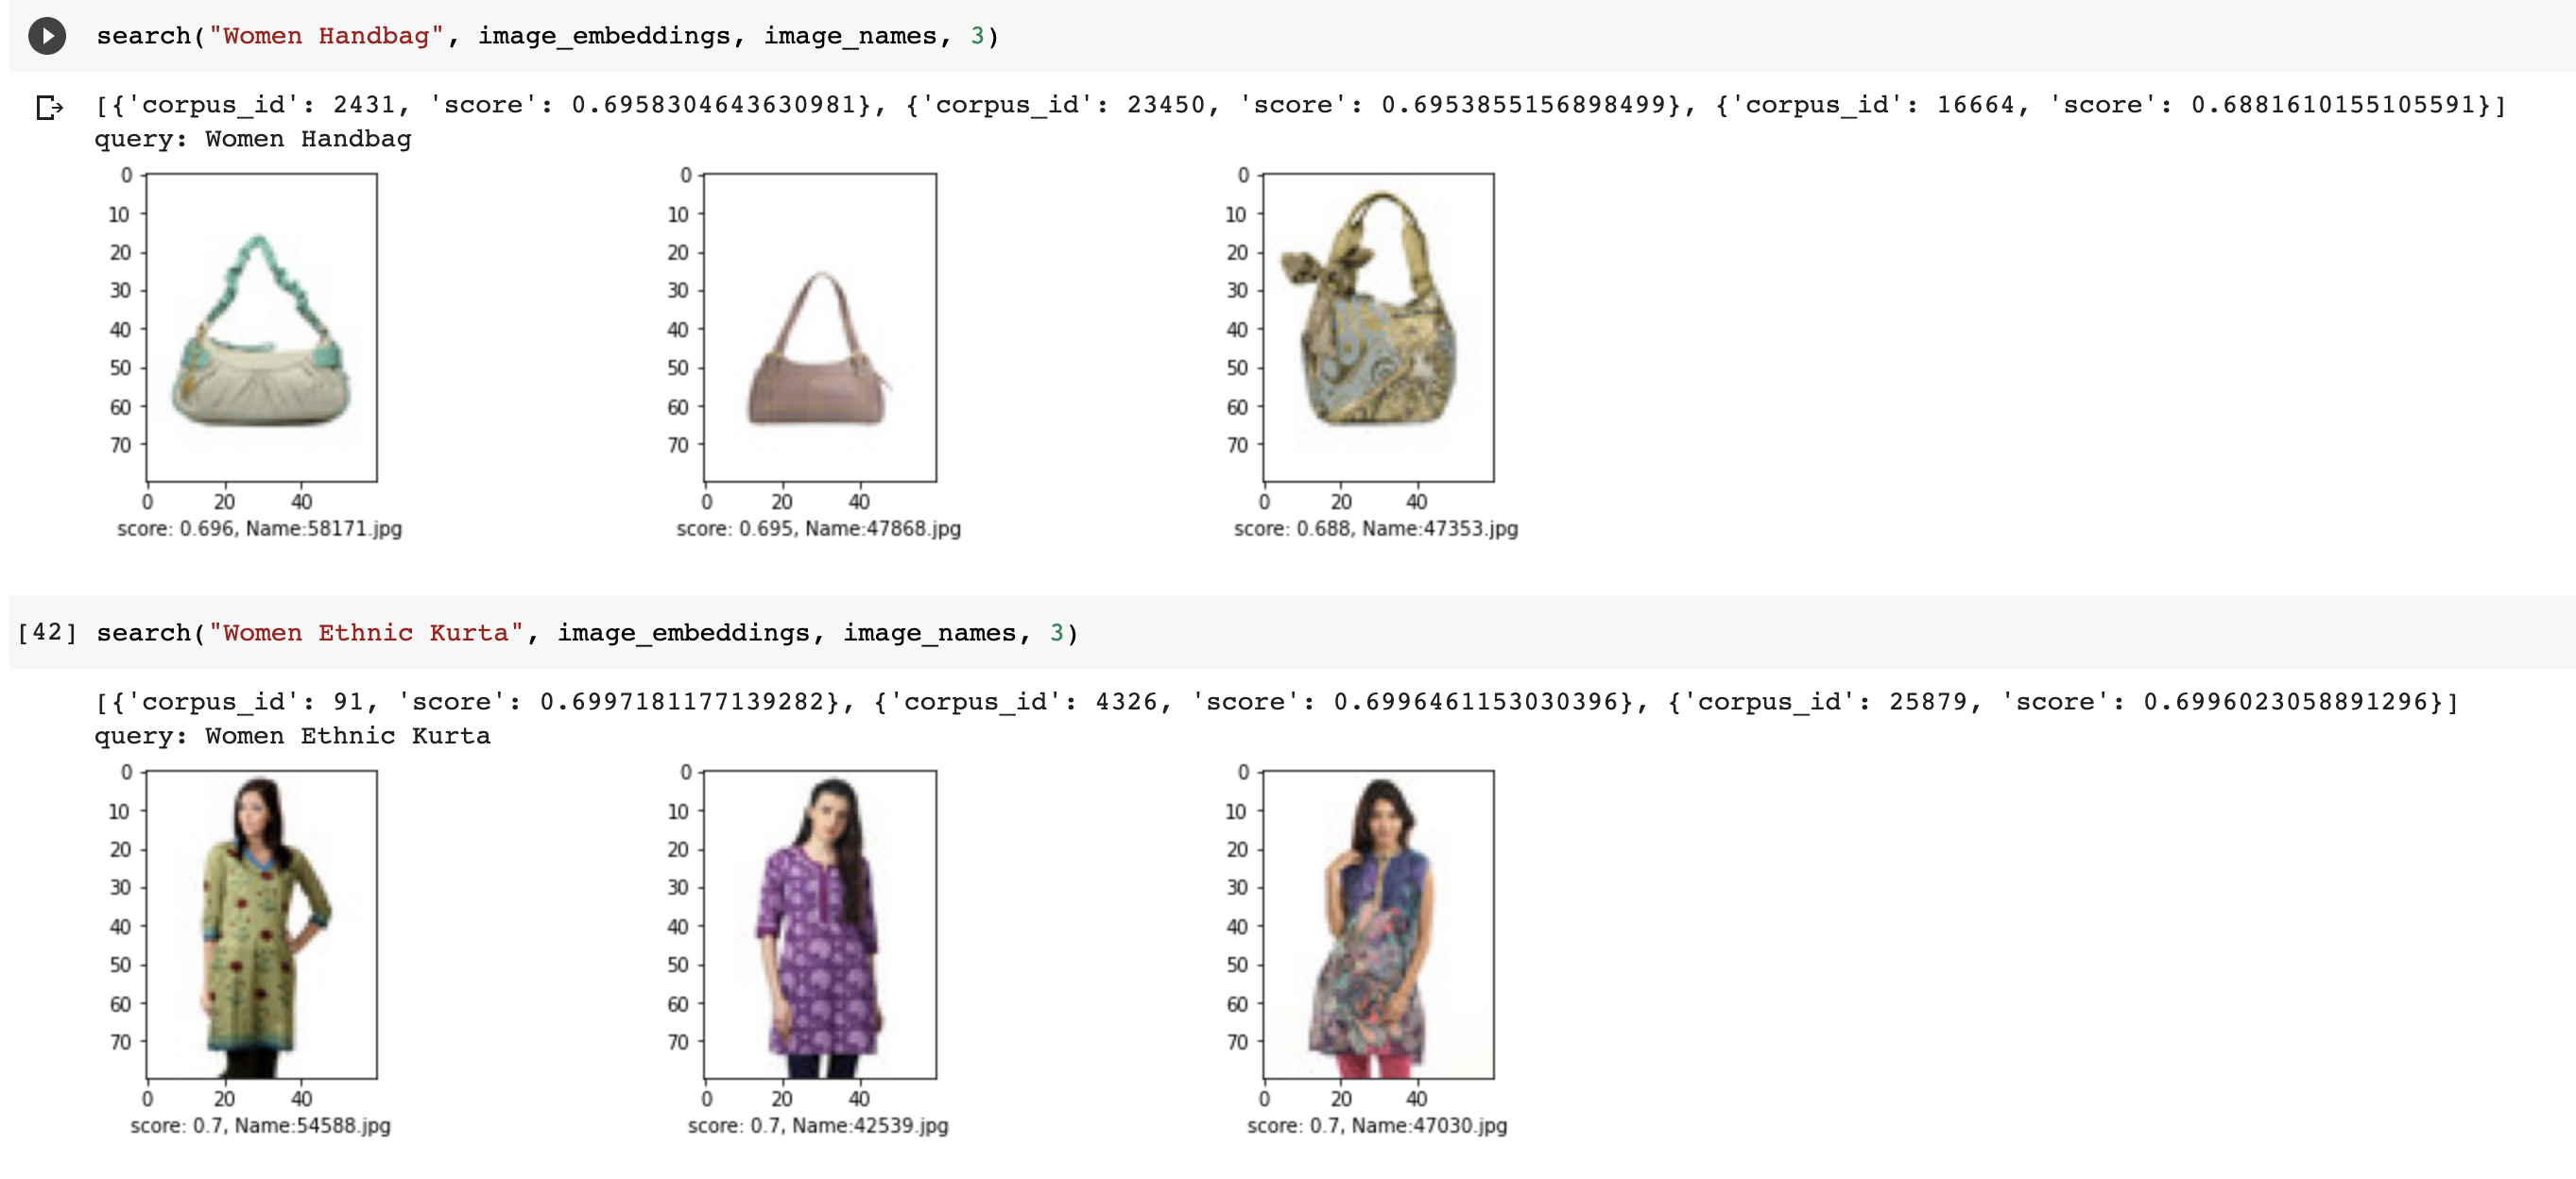 search("Women Handbag", image_embeddings, image_names, 3)
[{'corpus_id': 2431, 'score': 0.6958304643630981}, {'corpus_id': 23450, 'score': 0.6953855156898499}, {'corpus_id': 16664, 'score': 0.6881610155105591}]
query: Women Handbag
0 0 0
10 10 10
20 20 20
30 30 30
40 40 40
50 50 50
60 60 60
70 70 70
0 20 40 0 20 40 0 20 40
score: 0.696, Name:58171.jpg score: 0.695, Name:47868.jpg score: 0.688, Name:47353.jpg
[42] search("Women Ethnic Kurta", image_embeddings, image_names, 3)
[{'corpus_id': 91, 'score': 0.6997181177139282}, {'corpus_id': 4326, 'score': 0.6996461153030396}, {'corpus_id': 25879, 'score': 0.6996023058891296}]
query: Women Ethnic Kurta
0 0 0
10 10 10
20 20 20
30 30 30
40 40 40
50 50 50
60 60 60
70 70 70
0 20 40 0 20 40 0 20 40
score: 0.7, Name:54588.jpg score: 0.7, Name:42539.jpg score: 0.7, Name:47030.jpg